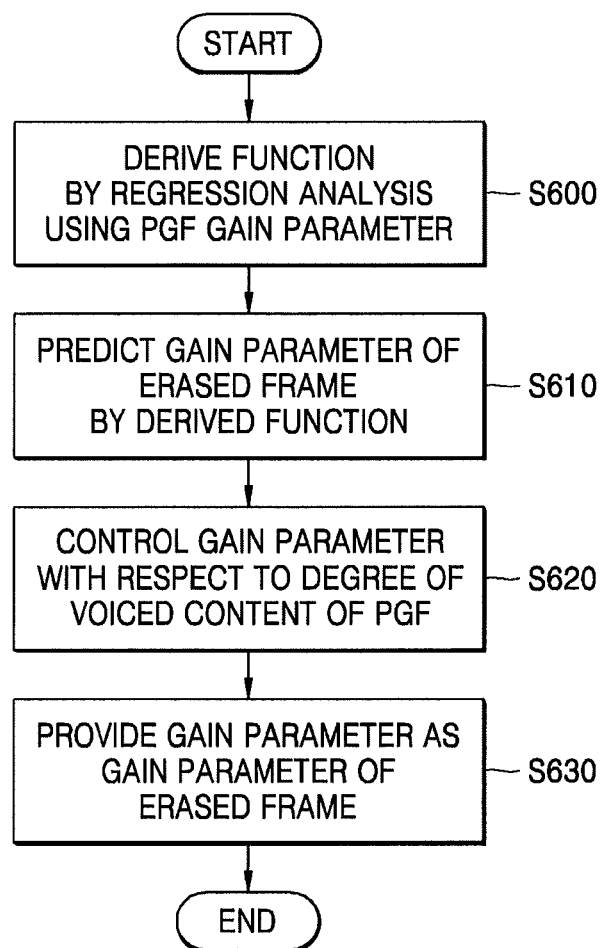 START
DERIVE FUNCTION
BY REGRESSION ANALYSIS
USING PGF GAIN PARAMETER
S600
PREDICT GAIN PARAMETER OF
ERASED FRAME
BY DERIVED FUNCTION
S610
CONTROL GAIN PARAMETER
WITH RESPECT TO DEGREE OF
VOICED CONTENT OF PGF
S620
PROVIDE GAIN PARAMETER AS
GAIN PARAMETER OF
ERASED FRAME
S630
END